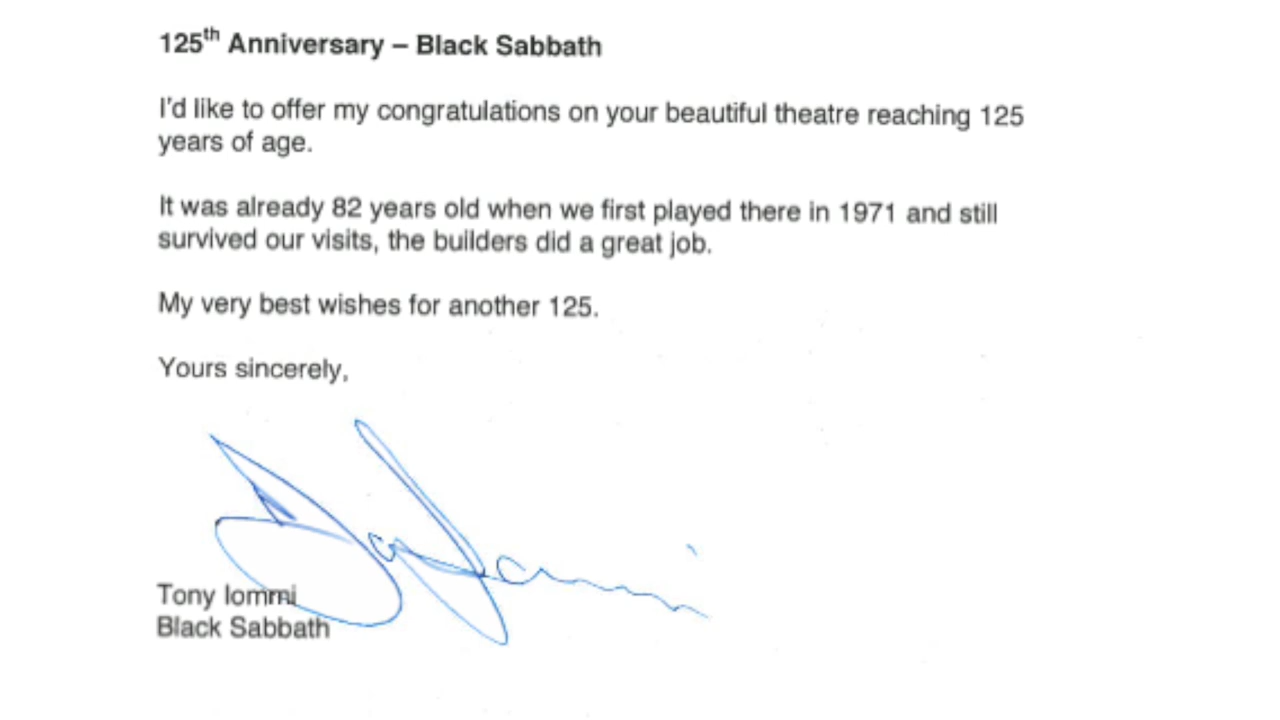 125th Anniversary – Black Sabbath
I'd like to offer my congratulations on your beautiful theatre reaching 125
years of age.
It was already 82 years old when we first played there in 1971 and still
survived our visits, the builders did a great job.
My very best wishes for another 125.
Yours sincerely,
Tony Iommi
Black Sabbath